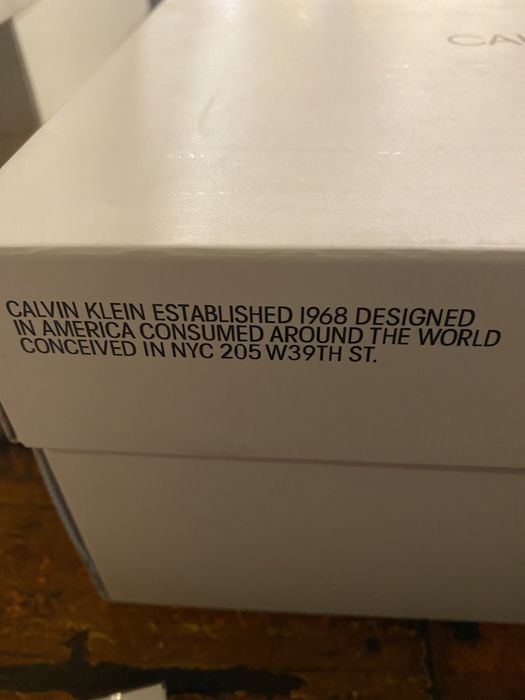 CALVIN KLEIN ESTABLISHED 1968 DESIGNED
IN AMERICA CONSUMED AROUND THE WORLD
CONCEIVED IN NYC 205 W39TH ST.